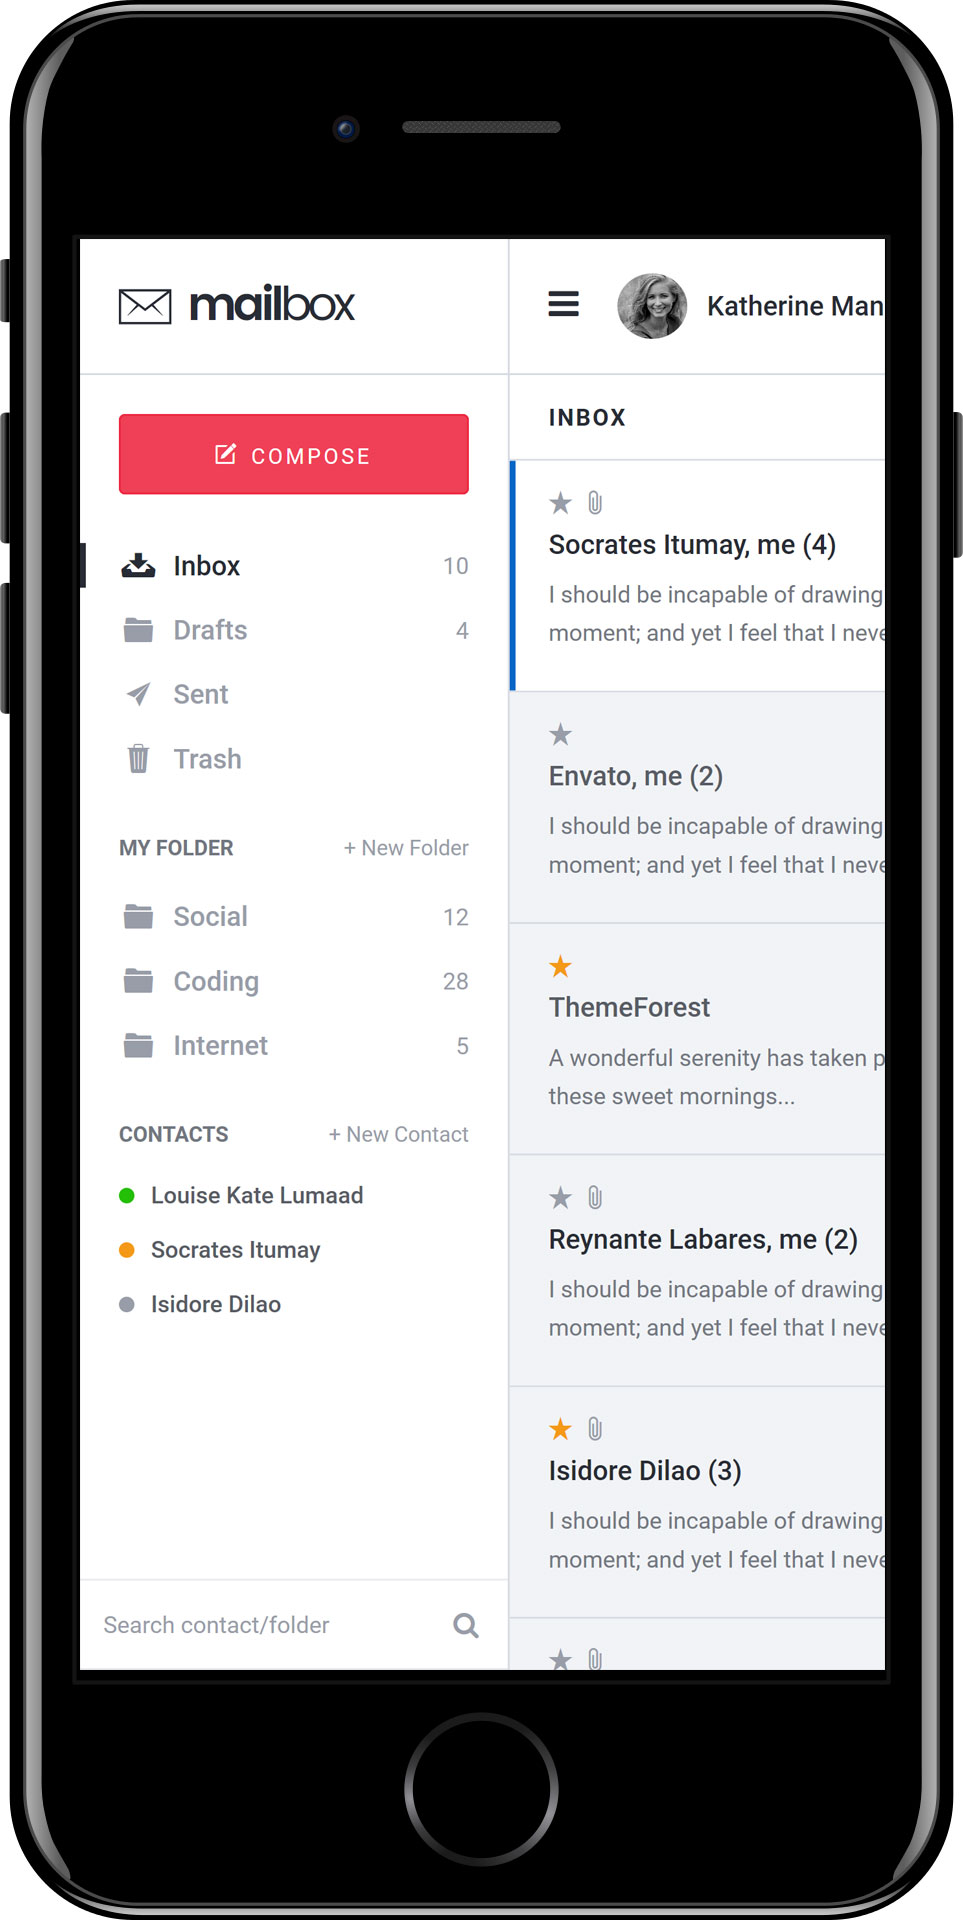 mailbox
COMPOSE
Inbox 10
Drafts 4
Sent
Trash
MY FOLDER + New Folder
Social 12
Coding 28
Internet 5
CONTACTS + New Contact
Louise Kate Lumaad
Socrates Itumay
Isidore Dilao
Search contact/folder
Katherine Man
INBOX
Socrates Itumay, me (4)
I should be incapable of drawing
moment; and yet I feel that I neve
Envato, me (2)
I should be incapable of drawing
moment; and yet I feel that I neve
ThemeForest
A wonderful serenity has taken p
these sweet mornings...
Reynante Labares, me (2)
I should be incapable of drawing
moment; and yet I feel that I neve
Isidore Dilao (3)
I should be incapable of drawing
moment; and yet I feel that I neve